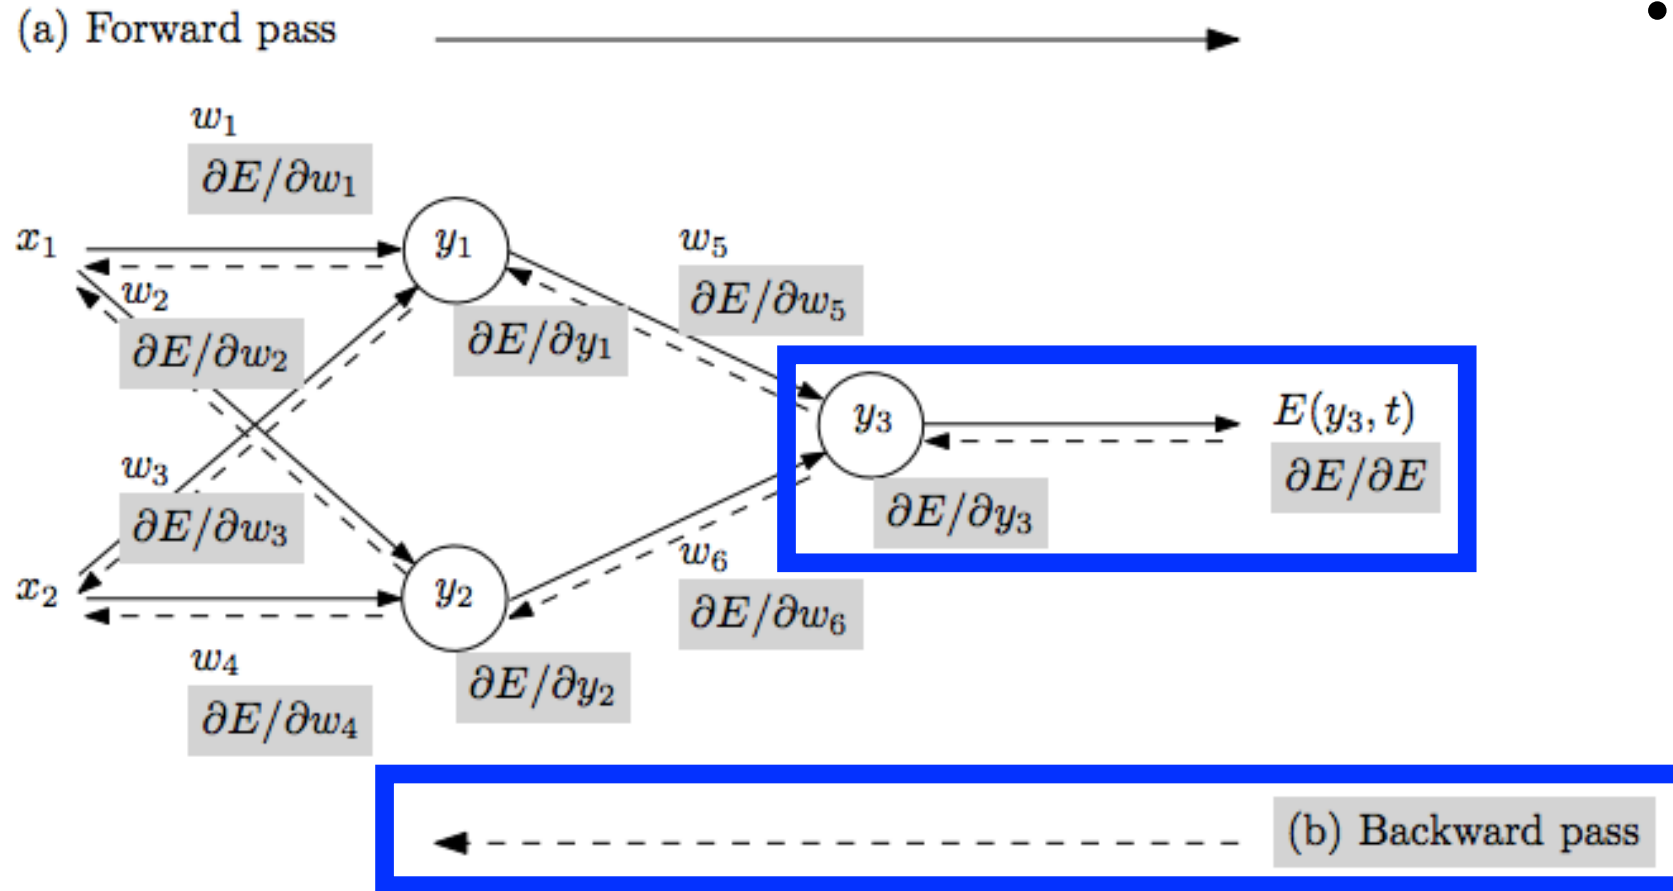 (a) Forward pass
•
w₁
∂E/∂w₁
x₁
y₁
w₅
∂E/∂w₅
w₂
∂E/∂w₂
∂E/∂y₁
y₃
E(y₃, t)
∂E/∂E
w₃
∂E/∂w₃
∂E/∂y₃
x₂
y₂
w₆
∂E/∂w₆
w₄
∂E/∂w₄
∂E/∂y₂
(b) Backward pass